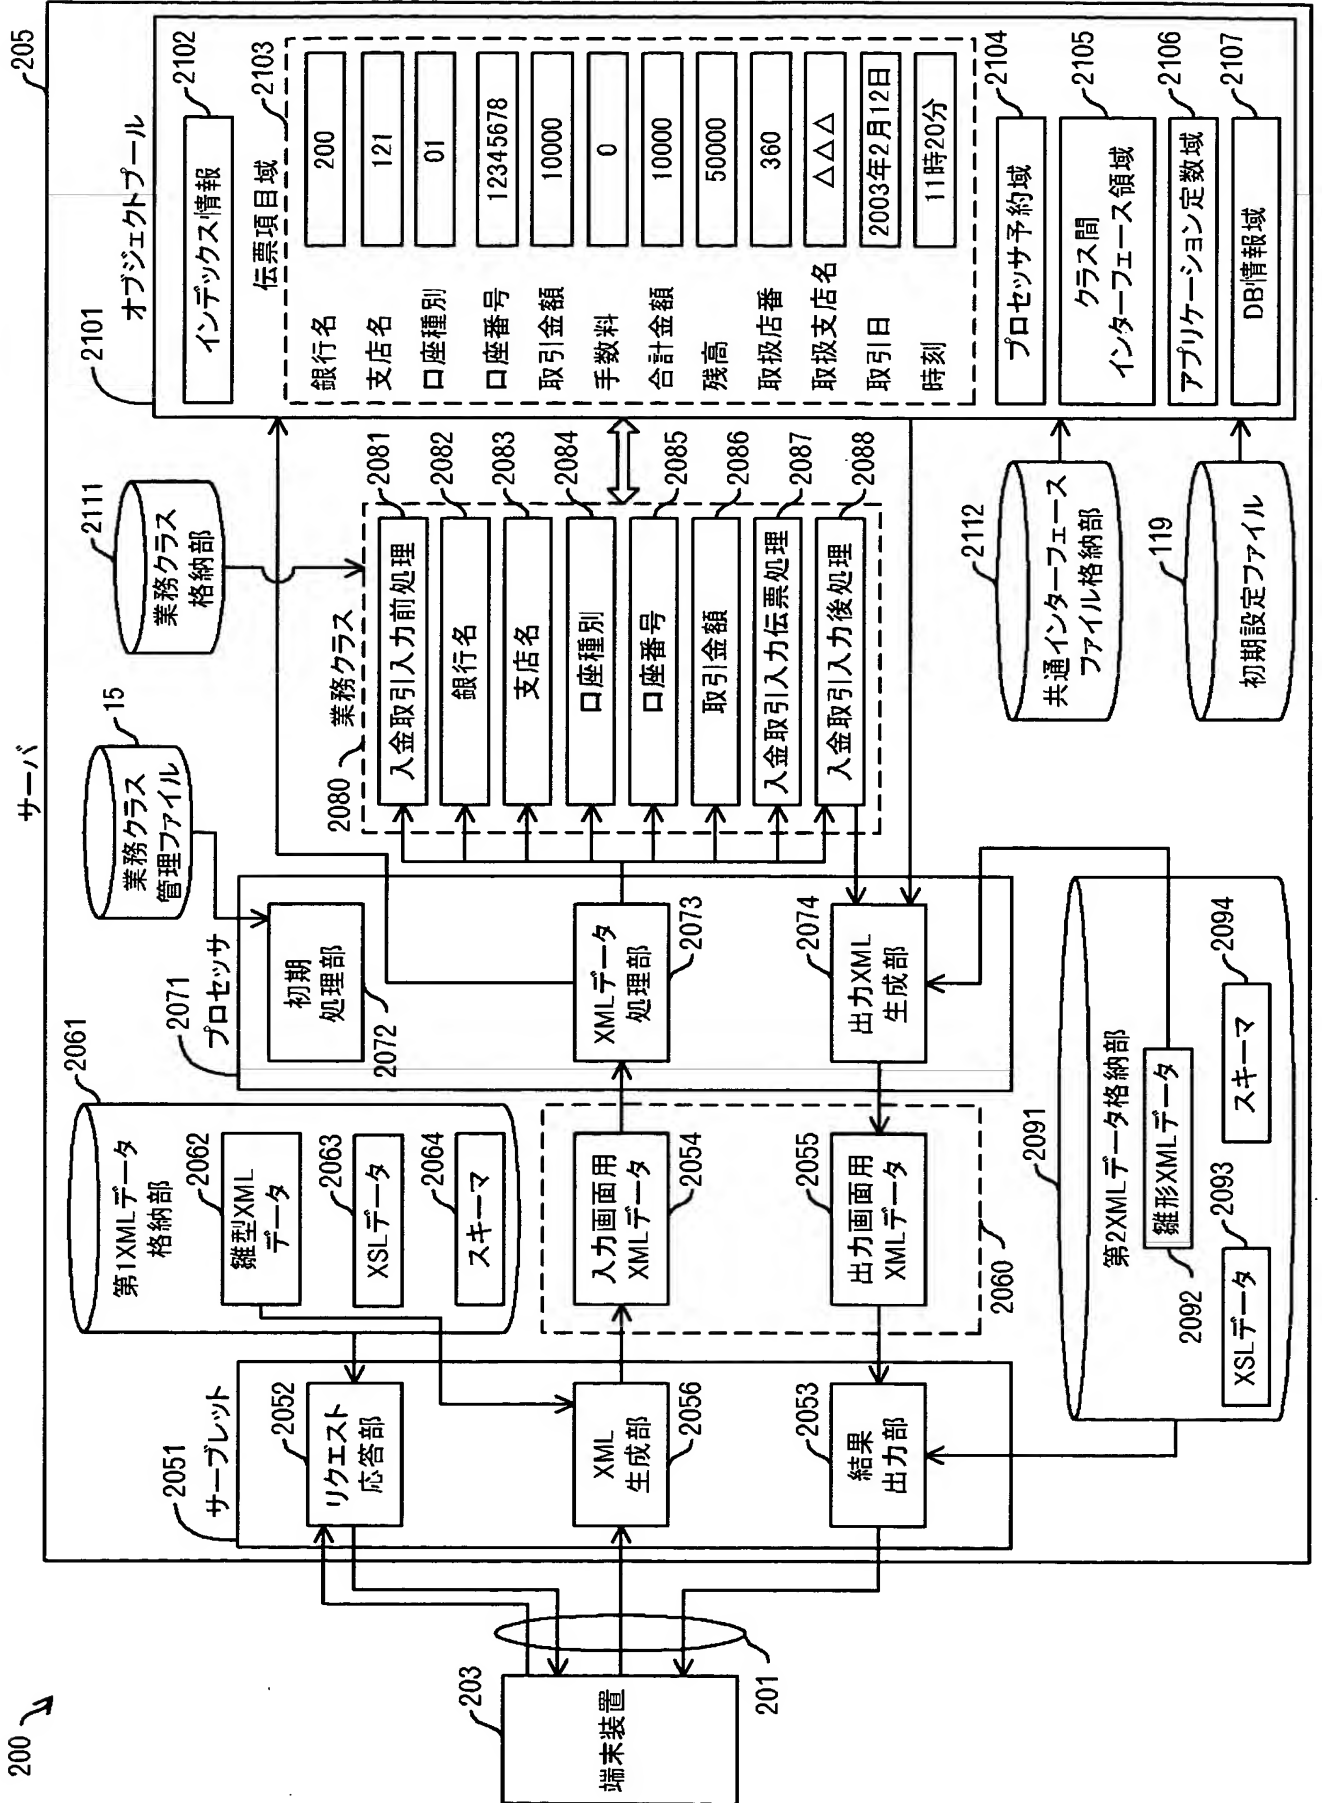 200
サーバ
205
端末装置
203
201
サーブレット
2051
リクエスト
応答部
2052
XML
生成部
2056
結果
出力部
2053
第1XMLデータ
格納部
2061
雛型XML
データ
2062
XSLデータ
2063
スキーマ
2064
入力画面用
XMLデータ
2054
出力画面用
XMLデータ
2055
2060
プロセッサ
2071
初期
処理部
2072
XMLデータ
処理部
2073
出力XML
生成部
2074
第2XMLデータ格納部
2091
雛形XMLデータ
2092
XSLデータ
2093
スキーマ
2094
業務クラス
管理ファイル
15
業務クラス
格納部
2111
2080
業務クラス
入金取引入力前処理
2081
銀行名
2082
支店名
2083
口座種別
2084
口座番号
2085
取引金額
2086
入金取引入力伝票処理
2087
入金取引入力後処理
2088
共通インターフェース
ファイル格納部
2112
初期設定ファイル
119
オブジェクトプール
2101
インデックス情報
2102
伝票項目域
2103
銀行名 200
支店名 121
口座種別 01
口座番号 12345678
取引金額 10000
手数料 0
合計金額 10000
残高 50000
取扱店番 360
取扱支店名 △△△
取引日 2003年2月12日
時刻 11時20分
プロセッサ予約域
2104
クラス間
インターフェース領域
2105
アプリケーション定数域
2106
DB情報域
2107